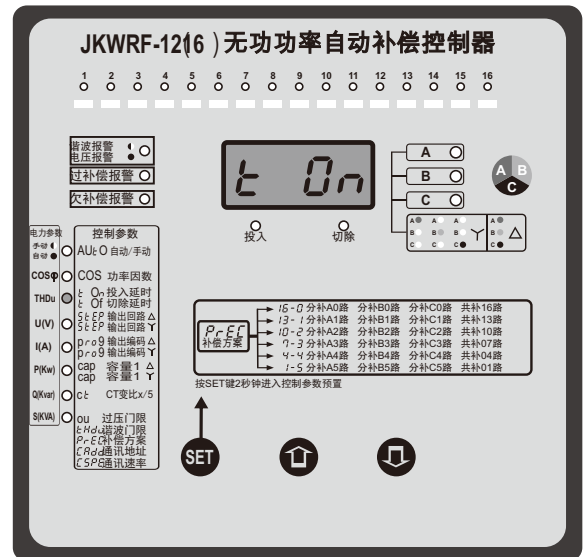 JKWRF-12(16)无功功率自动补偿控制器
1 2 3 4 5 6 7 8 9 10 11 12 13 14 15 16
谐波报警
电压报警
过补偿报警
欠补偿报警
t On
投入 切除
A
B
C
A B C
A A A A
B B B B
C C C C
电力参数
手动
自动
COSφ
THDu
U(V)
I(A)
P(Kw)
Q(Kvar)
S(KVA)
控制参数
AUtO 自动/手动
COS 功率因数
t On 投入延时
t Of 切除延时
StEP 输出回路 △
StEP 输出回路 Y
pro9 输出编码 △
pro9 输出编码 Y
cap 容量1 △
cap 容量1 Y
ct CT变比x/5
ou 过压门限
tHdu 谐波门限
PrEC 补偿方案
CAdd 通讯地址
CSPE 通讯速率
PrEC
补偿方案
16-0 分补A0路 分补B0路 分补C0路 共补16路
13-1 分补A1路 分补B1路 分补C1路 共补13路
10-2 分补A2路 分补B2路 分补C2路 共补10路
7-3 分补A3路 分补B3路 分补C3路 共补07路
4-4 分补A4路 分补B4路 分补C4路 共补04路
1-5 分补A5路 分补B5路 分补C5路 共补01路
按SET键2秒钟进入控制参数预置
SET